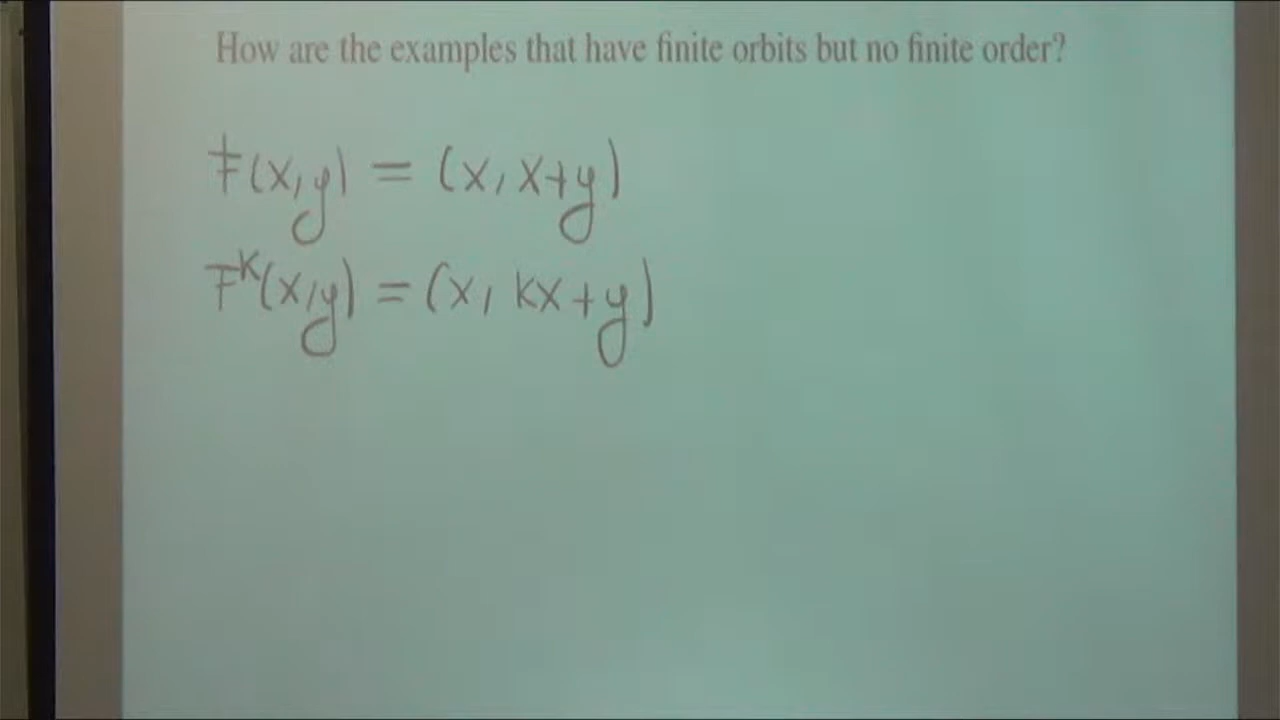 How are the examples that have finite orbits but no finite order?
F(x,y) = (x, x+y)
F^k(x,y) = (x, kx+y)